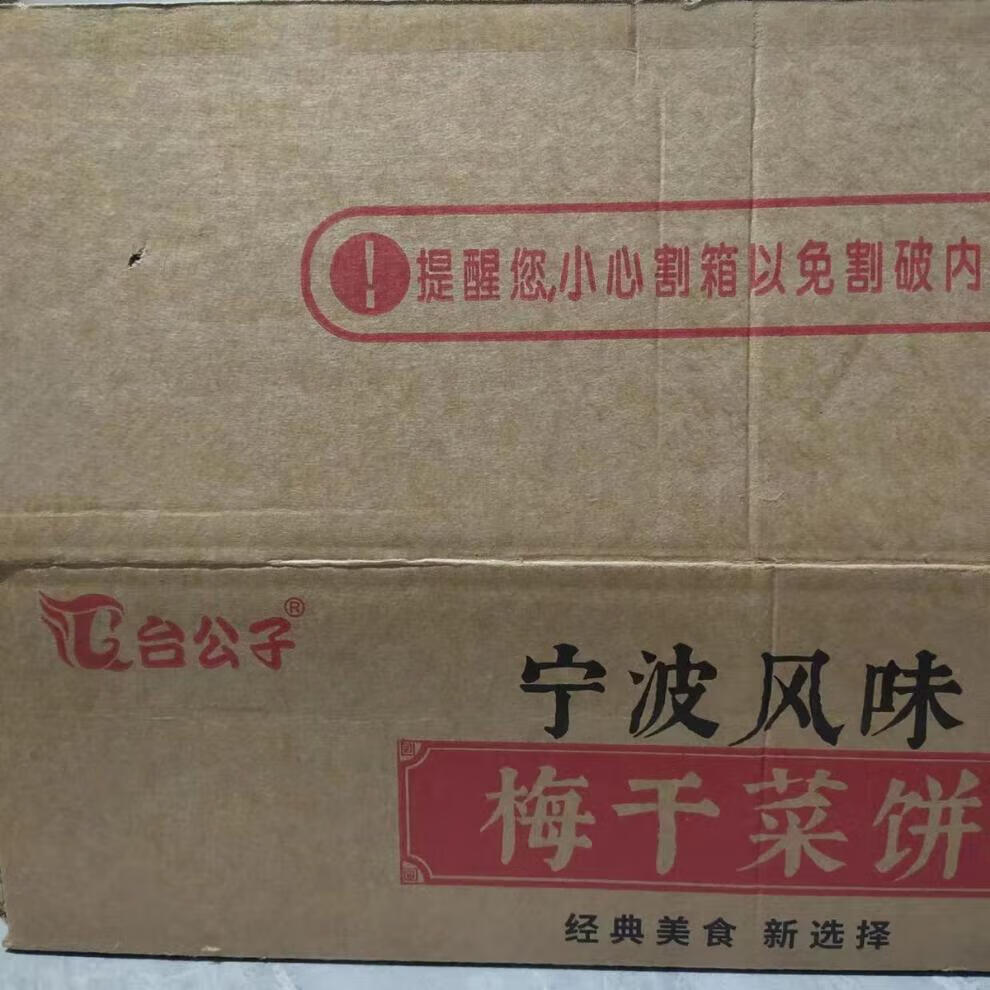 ！提醒您,小心割箱以免割破内
台公子®
宁波风味
梅干菜饼
经典美食 新选择